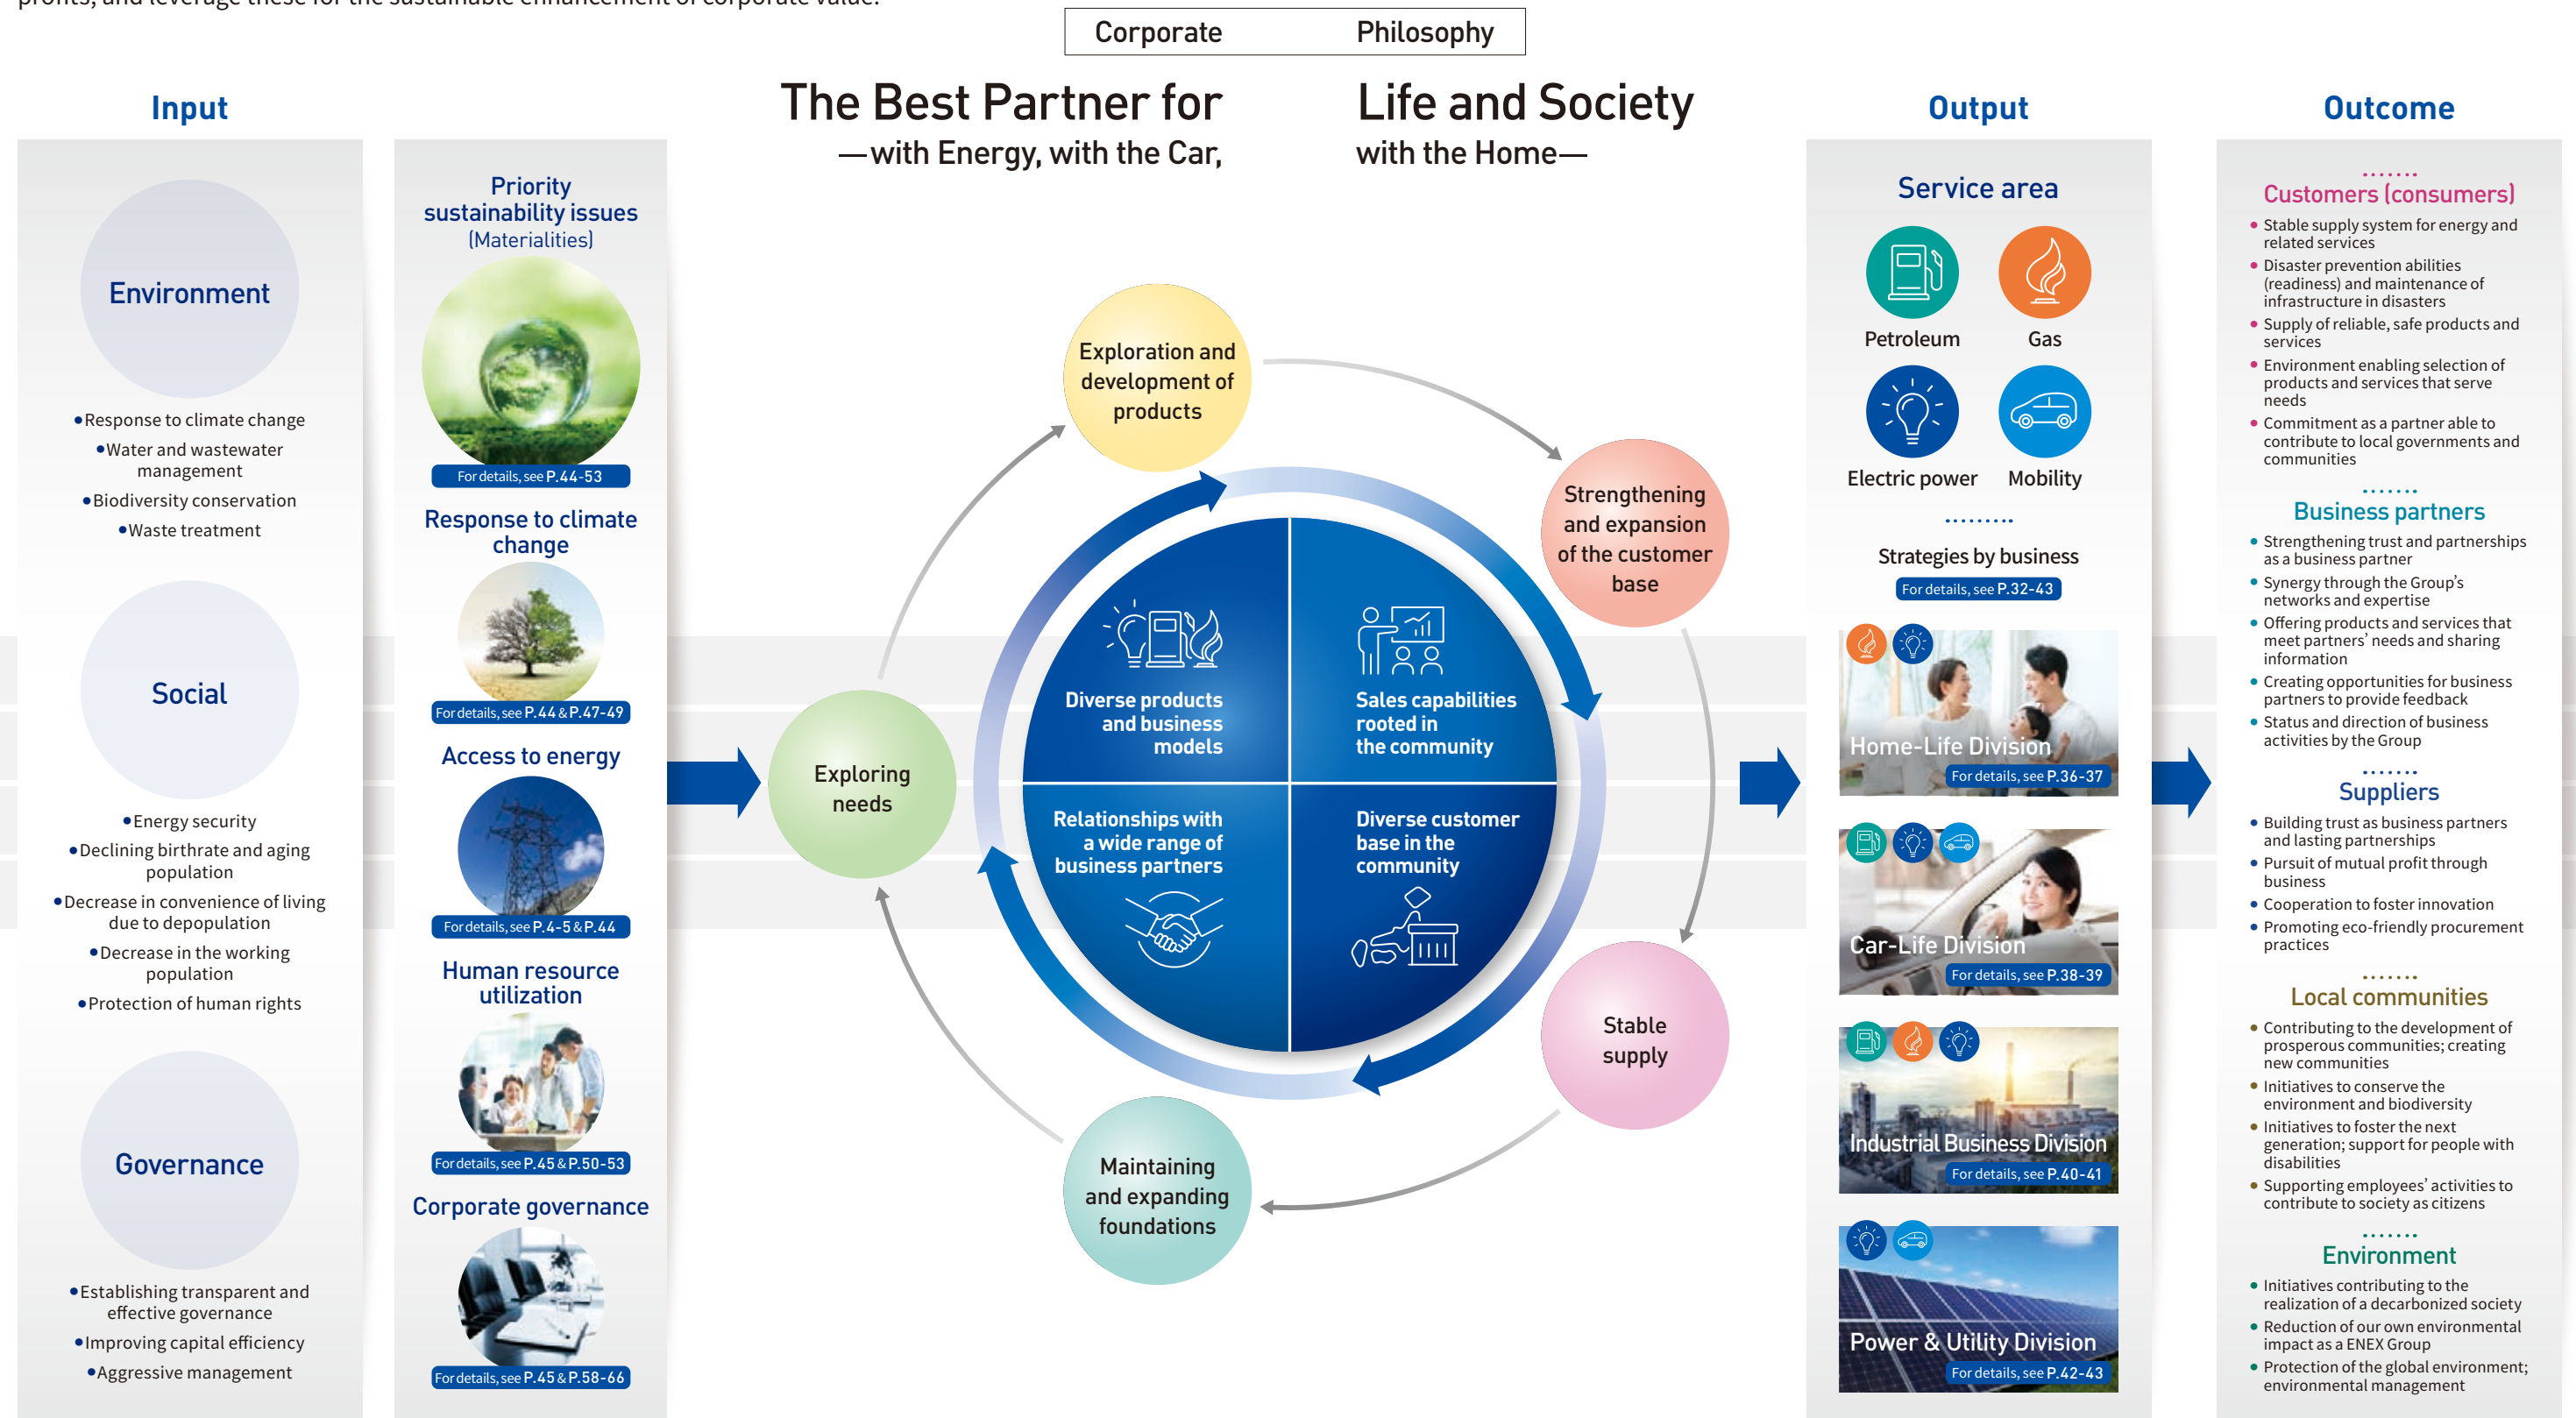 profits, and leverage these for the sustainable enhancement of corporate value.
Corporate Philosophy
The Best Partner for Life and Society
—with Energy, with the Car, with the Home—
Input
Environment
●Response to climate change
●Water and wastewater
management
●Biodiversity conservation
●Waste treatment
Social
●Energy security
●Declining birthrate and aging
population
●Decrease in convenience of living
due to depopulation
●Decrease in the working
population
●Protection of human rights
Governance
●Establishing transparent and
effective governance
●Improving capital efficiency
●Aggressive management
Priority
sustainability issues
(Materialities)
For details, see P.44-53
Response to climate
change
For details, see P.44 & P.47-49
Access to energy
For details, see P.4-5 & P.44
Human resource
utilization
For details, see P.45 & P.50-53
Corporate governance
For details, see P.45 & P.58-66
Exploration and
development of
products
Strengthening
and expansion
of the customer
base
Stable
supply
Maintaining
and expanding
foundations
Exploring
needs
Diverse products
and business
models
Sales capabilities
rooted in
the community
Relationships with
a wide range of
business partners
Diverse customer
base in the
community
Output
Service area
Petroleum
Gas
Electric power
Mobility
Strategies by business
For details, see P.32-43
Home-Life Division
For details, see P.36-37
Car-Life Division
For details, see P.38-39
Industrial Business Division
For details, see P.40-41
Power & Utility Division
For details, see P.42-43
Outcome
Customers (consumers)
● Stable supply system for energy and
related services
● Disaster prevention abilities
(readiness) and maintenance of
infrastructure in disasters
● Supply of reliable, safe products and
services
● Environment enabling selection of
products and services that serve
needs
● Commitment as a partner able to
contribute to local governments and
communities
Business partners
● Strengthening trust and partnerships
as a business partner
● Synergy through the Group's
networks and expertise
● Offering products and services that
meet partners' needs and sharing
information
● Creating opportunities for business
partners to provide feedback
● Status and direction of business
activities by the Group
Suppliers
● Building trust as business partners
and lasting partnerships
● Pursuit of mutual profit through
business
● Cooperation to foster innovation
● Promoting eco-friendly procurement
practices
Local communities
● Contributing to the development of
prosperous communities; creating
new communities
● Initiatives to conserve the
environment and biodiversity
● Initiatives to foster the next
generation; support for people with
disabilities
● Supporting employees' activities to
contribute to society as citizens
Environment
● Initiatives contributing to the
realization of a decarbonized society
● Reduction of our own environmental
impact as a ENEX Group
● Protection of the global environment;
environmental management